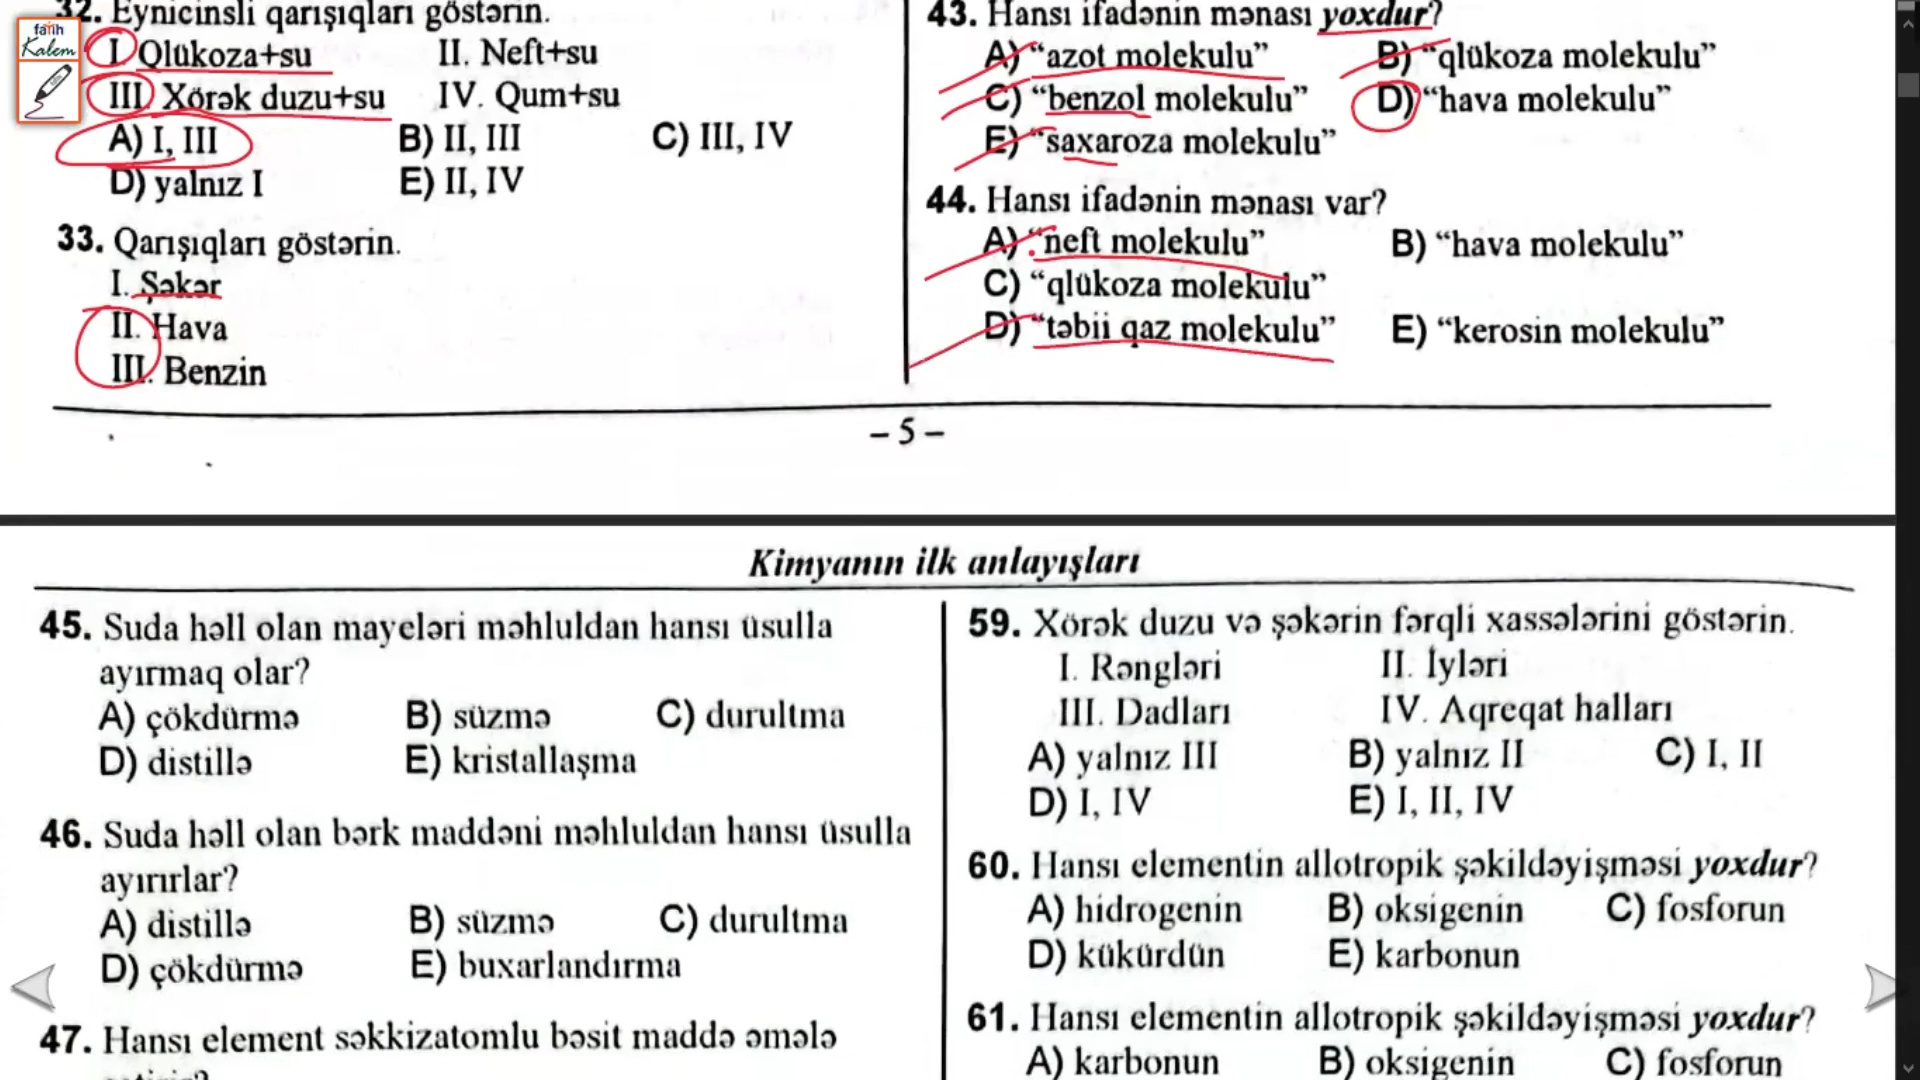 fatih
Kalem
32. Eynicinsli qarışıqları göstərin.
I. Qlükoza+su II. Neft+su
III. Xörək duzu+su IV. Qum+su
A) I, III B) II, III C) III, IV
D) yalnız I E) II, IV
33. Qarışıqları göstərin.
I. Şəkər
II. Hava
III. Benzin
43. Hansı ifadənin mənası yoxdur?
A) “azot molekulu” B) “qlükoza molekulu”
C) “benzol molekulu” D) “hava molekulu”
E) “saxaroza molekulu”
44. Hansı ifadənin mənası var?
A) “neft molekulu” B) “hava molekulu”
C) “qlükoza molekulu”
D) “təbii qaz molekulu” E) “kerosin molekulu”
– 5 –
Kimyanın ilk anlayışları
45. Suda həll olan mayeləri məhluldan hansı üsulla
ayırmaq olar?
A) çökdürmə B) süzmə C) durultma
D) distillə E) kristallaşma
46. Suda həll olan bərk maddəni məhluldan hansı üsulla
ayırırlar?
A) distillə B) süzmə C) durultma
D) çökdürmə E) buxarlandırma
47. Hansı element səkkizatomlu bəsit maddə əmələ
59. Xörək duzu və şəkərin fərqli xassələrini göstərin.
I. Rəngləri II. İyləri
III. Dadları IV. Aqreqat halları
A) yalnız III B) yalnız II C) I, II
D) I, IV E) I, II, IV
60. Hansı elementin allotropik şəkildəyişməsi yoxdur?
A) hidrogenin B) oksigenin C) fosforun
D) kükürdün E) karbonun
61. Hansı elementin allotropik şəkildəyişməsi yoxdur?
A) karbonun B) oksigenin C) fosforun